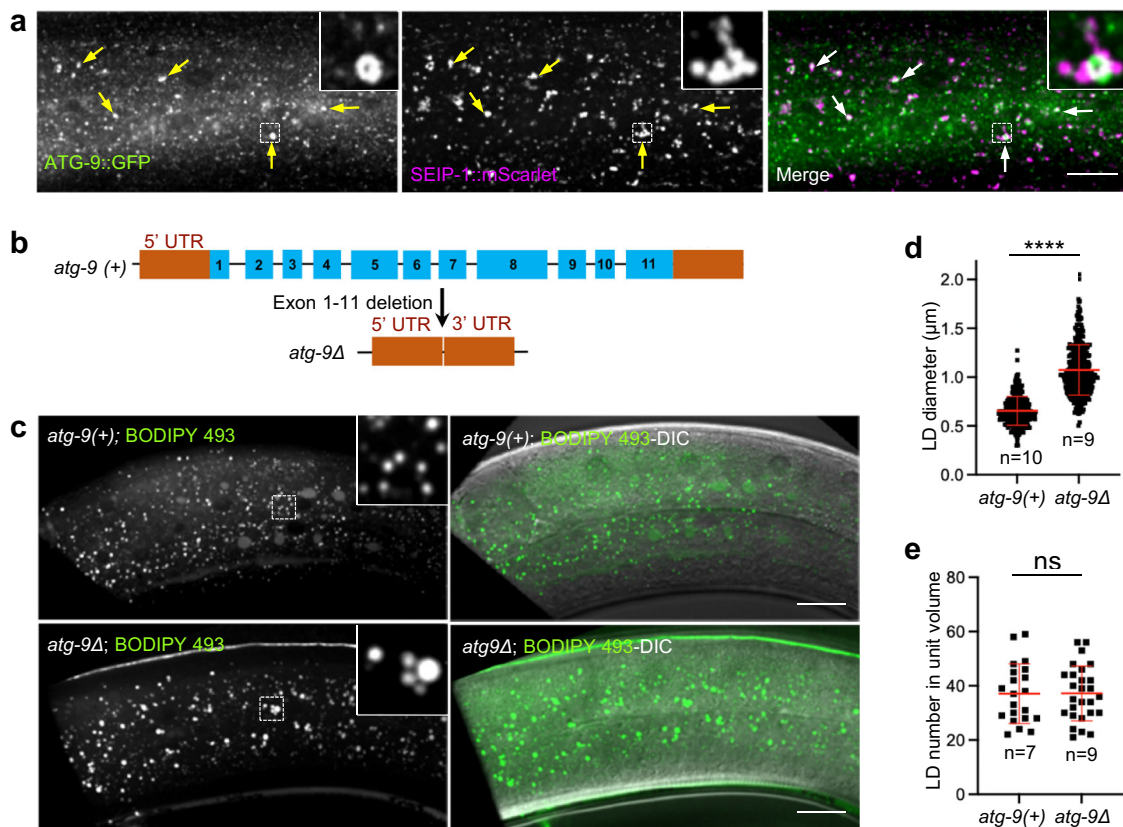 a
ATG-9::GFP
SEIP-1::mScarlet
Merge
b
5’ UTR
atg-9 (+)
1 2 3 4 5 6 7 8 9 10 11
Exon 1-11 deletion
5’ UTR 3’ UTR
atg-9Δ
c
atg-9(+); BODIPY 493
atg-9(+); BODIPY 493-DIC
atg-9Δ; BODIPY 493
atg9Δ; BODIPY 493-DIC
d
****
LD diameter (µm)
2.0
1.5
1.0
0.5
0.0
n=10
n=9
atg-9(+) atg-9Δ
e
ns
LD number in unit volume
80
60
40
20
0
n=7
n=9
atg-9(+) atg-9Δ